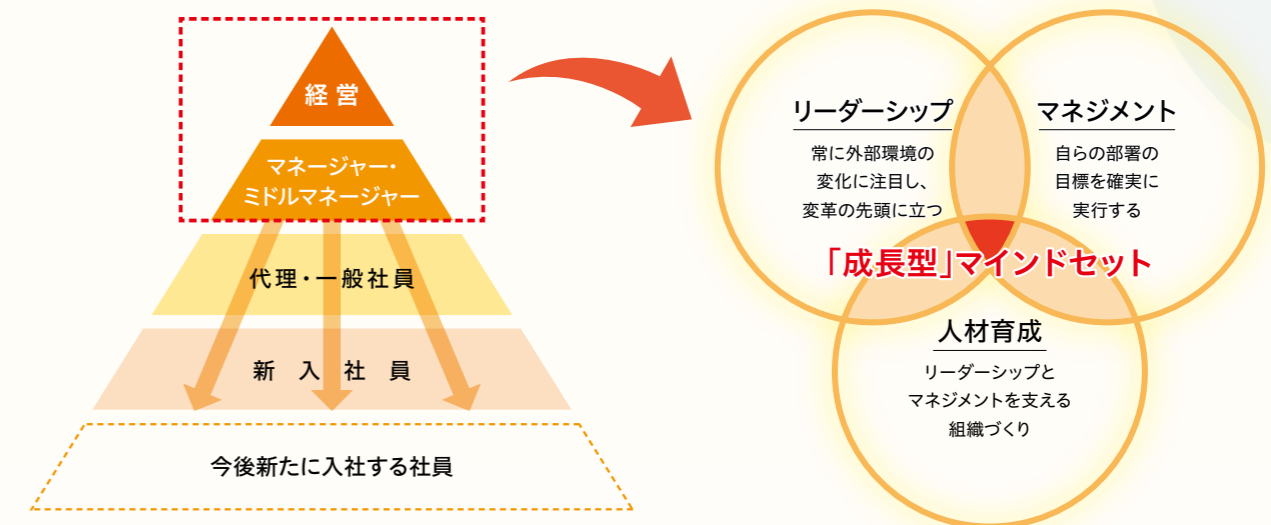 経営
マネージャー・
ミドルマネージャー
代理・一般社員
新入社員
今後新たに入社する社員
リーダーシップ
常に外部環境の
変化に注目し、
変革の先頭に立つ
マネジメント
自らの部署の
目標を確実に
実行する
「成長型」マインドセット
人材育成
リーダーシップと
マネジメントを支える
組織づくり